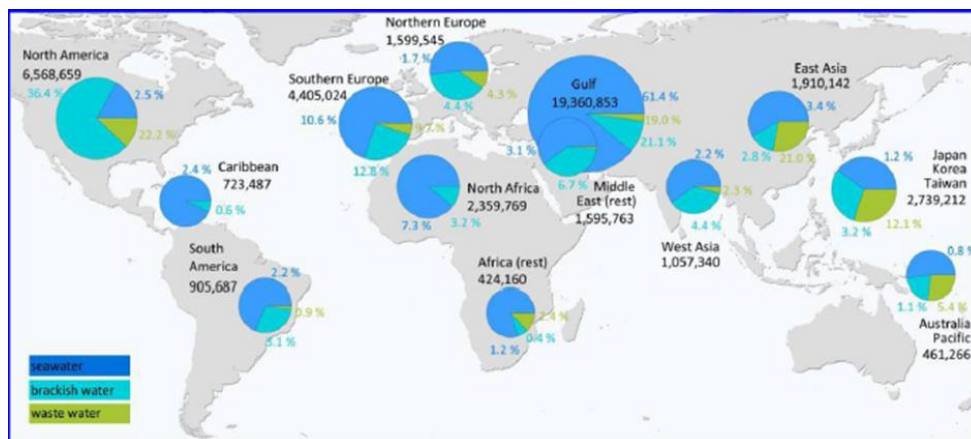 Northern Europe
1,599,545
1.7 %
4.4 %
4.3 %
North America
6,568,659
36.4 %
2.5 %
22.2 %
Southern Europe
4,405,024
10.6 %
12.8 %
Gulf
19,360,853
61.4 %
19.0 %
21.1 %
East Asia
1,910,142
3.4 %
2.8 %
21.0 %
Caribbean
723,487
2.4 %
0.6 %
North Africa
2,359,769
7.3 %
3.2 %
3.1 %
6.7 %
Middle
East (rest)
1,595,763
2.2 %
2.3 %
4.4 %
West Asia
1,057,340
1.2 %
Japan
Korea
Taiwan
2,739,212
3.2 %
12.1 %
South
America
905,687
2.2 %
0.9 %
3.1 %
Africa (rest)
424,160
2.4 %
0.4 %
1.2 %
0.8 %
1.1 %
5.4 %
Australia
Pacific
461,266
seawater
brackish water
waste water